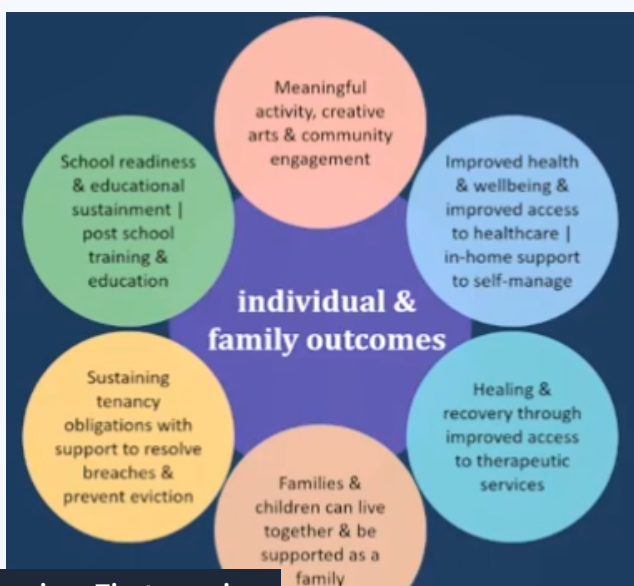 Meaningful
activity, creative
arts & community
engagement
School readiness
& educational
sustainment |
post school
training &
education
Improved health
& wellbeing &
improved access
to healthcare |
in-home support
to self-manage
individual &
family outcomes
Sustaining
tenancy
obligations with
support to resolve
breaches &
prevent eviction
Healing &
recovery through
improved access
to therapeutic
services
Families &
children can live
together & be
supported as a
family